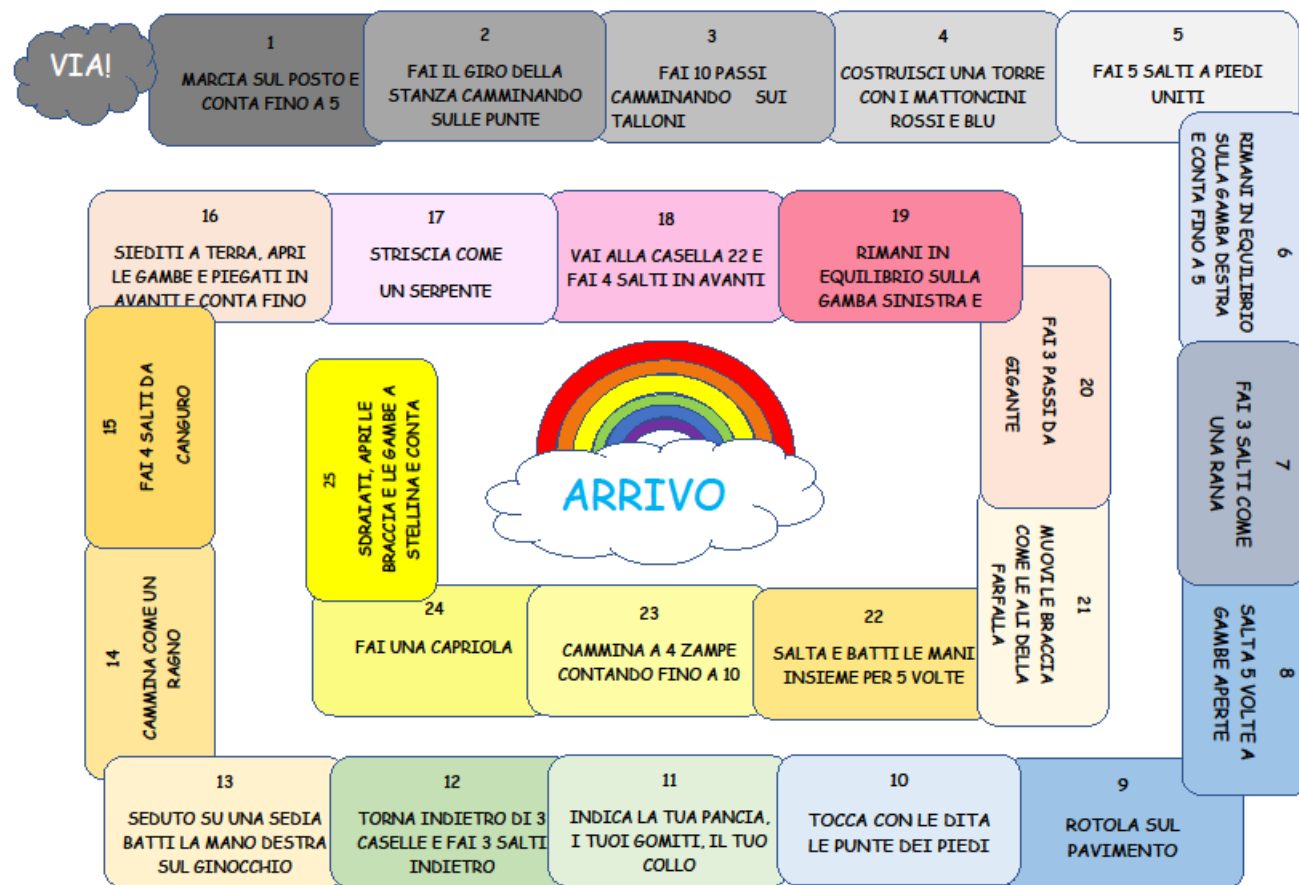 VIA!
1
MARCIA SUL POSTO E
CONTA FINO A 5
2
FAI IL GIRO DELLA
STANZA CAMMINANDO
SULLE PUNTE
3
FAI 10 PASSI
CAMMINANDO SUI
TALLONI
4
COSTRUISCI UNA TORRE
CON I MATTONCINI
ROSSI E BLU
5
FAI 5 SALTI A PIEDI
UNITI
6
RIMANI IN EQUILIBRIO
SULLA GAMBA DESTRA
E CONTA FINO A 5
7
FAI 3 SALTI COME
UNA RANA
8
SALTA 5 VOLTE A
GAMBE APERTE
9
ROTOLA SUL
PAVIMENTO
10
TOCCA CON LE DITA
LE PUNTE DEI PIEDI
11
INDICA LA TUA PANCIA,
I TUOI GOMITI, IL TUO
COLLO
12
TORNA INDIETRO DI 3
CASELLE E FAI 3 SALTI
INDIETRO
13
SEDUTO SU UNA SEDIA
BATTI LA MANO DESTRA
SUL GINOCCHIO
14
CAMMINA COME UN
RAGNO
15
FAI 4 SALTI DA
CANGURO
16
SIEDITI A TERRA, APRI
LE GAMBE E PIEGATI IN
AVANTI E CONTA FINO
17
STRISCIA COME
UN SERPENTE
18
VAI ALLA CASELLA 22 E
FAI 4 SALTI IN AVANTI
19
RIMANI IN
EQUILIBRIO SULLA
GAMBA SINISTRA E
20
FAI 3 PASSI DA
GIGANTE
21
MUOVI LE BRACCIA
COME LE ALI DELLA
FARFALLA
22
SALTA E BATTI LE MANI
INSIEME PER 5 VOLTE
23
CAMMINA A 4 ZAMPE
CONTANDO FINO A 10
24
FAI UNA CAPRIOLA
25
SDRAIATI, APRI LE
BRACCIA E LE GAMBE A
STELLINA E CONTA
ARRIVO